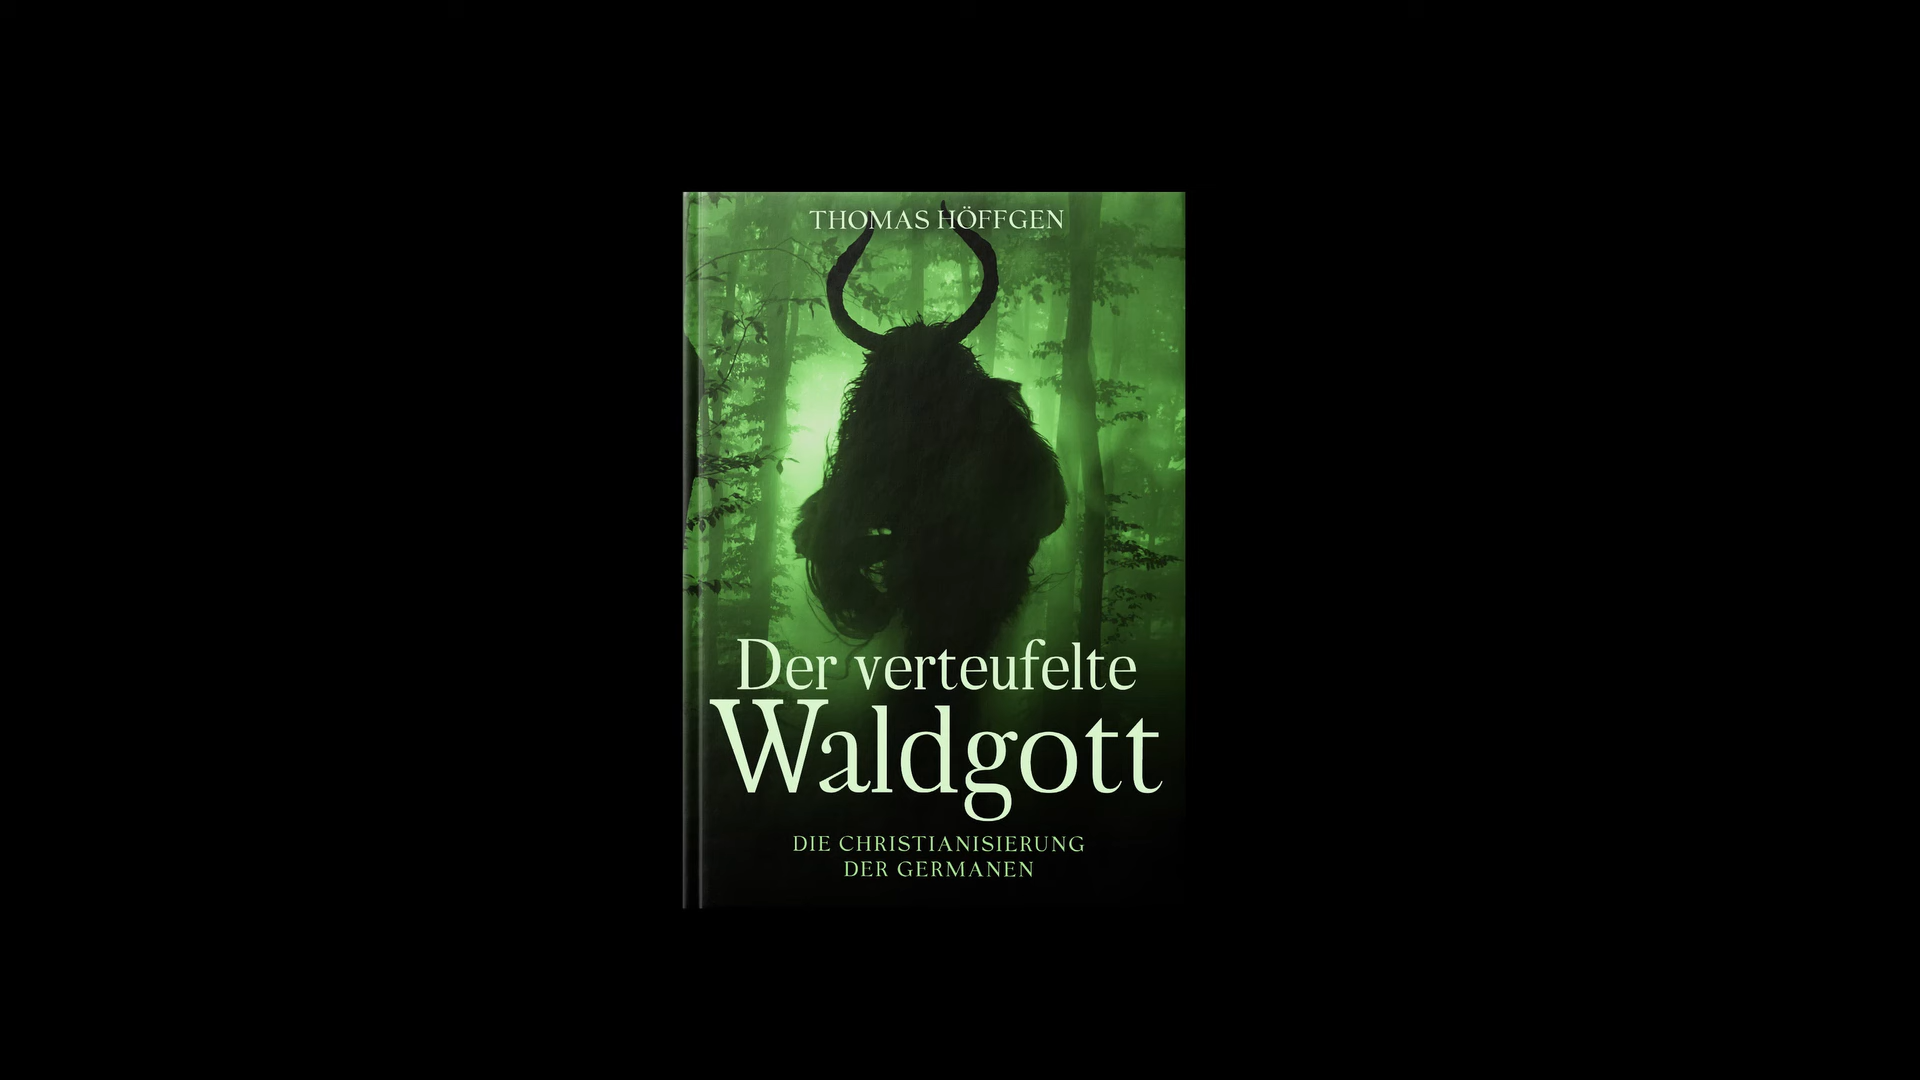 THOMAS HÖFFGEN
Der verteufelte
Waldgott
DIE CHRISTIANISIERUNG
DER GERMANEN